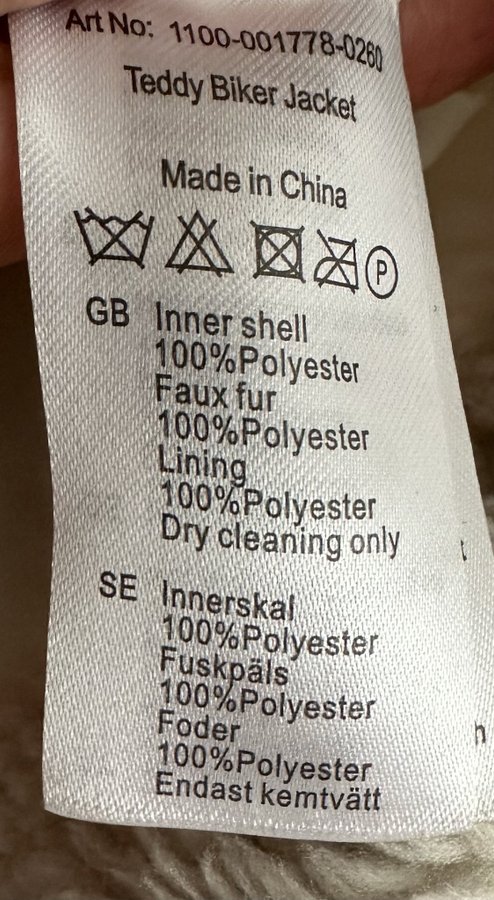 Art No: 1100-001778-0260
Teddy Biker Jacket
Made in China
P
GB Inner shell
100%Polyester
Faux fur
100%Polyester
Lining
100%Polyester
Dry cleaning only
t
SE Innerskal
100%Polyester
Fuskpäls
100%Polyester
Foder
100%Polyester
Endast kemtvätt
h